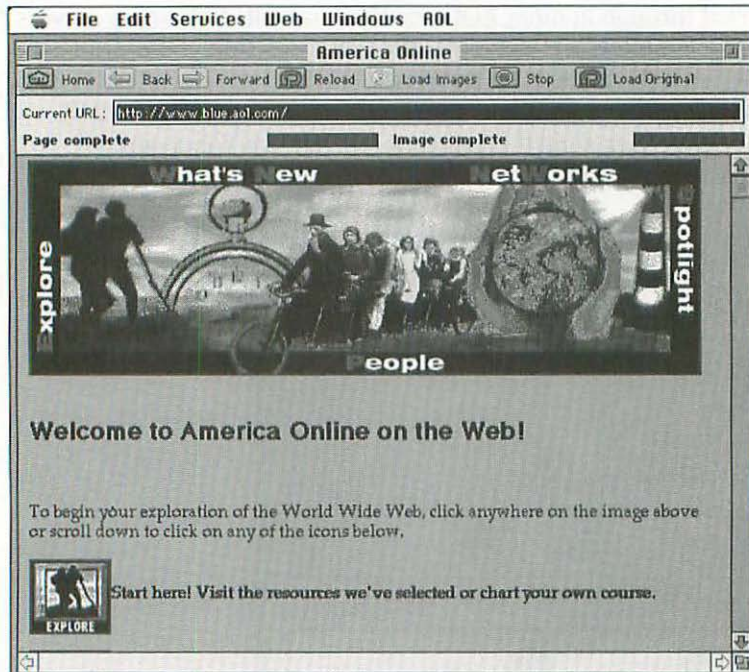 File Edit Services Web Windows AOL
America Online
Home Back Forward Reload Load Images Stop Load Original
Current URL: http://www.blue.aol.com/
Page complete Image complete
What's New NetWorks
Explore
Spotlight
People
Welcome to America Online on the Web!
To begin your exploration of the World Wide Web, click anywhere on the image above
or scroll down to click on any of the icons below.
Start here! Visit the resources we've selected or chart your own course.
EXPLORE